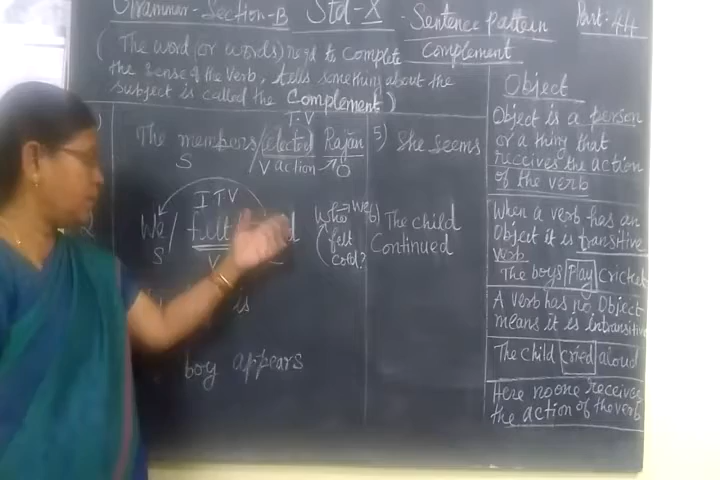 Grammar-Section-B Std-X - Sentence pattern Part: 44
(The word (or words) need to complete Complement
the sense of the verb, tells something about the
subject is called the Complement)
T.V
The members/elected Rajan
S V action → O
I T V
We / felt
S V
is
boy appears
Who We
felt
cold?
5) She seems
6) The child
Continued
Object
Object is a person
or a thing that
receives the action
of the verb
When a verb has an
Object it is transitive
verb
The boys play cricket
A verb has no Object
means it is intransitive
The child cried aloud
Here no one receives
the action of the verb